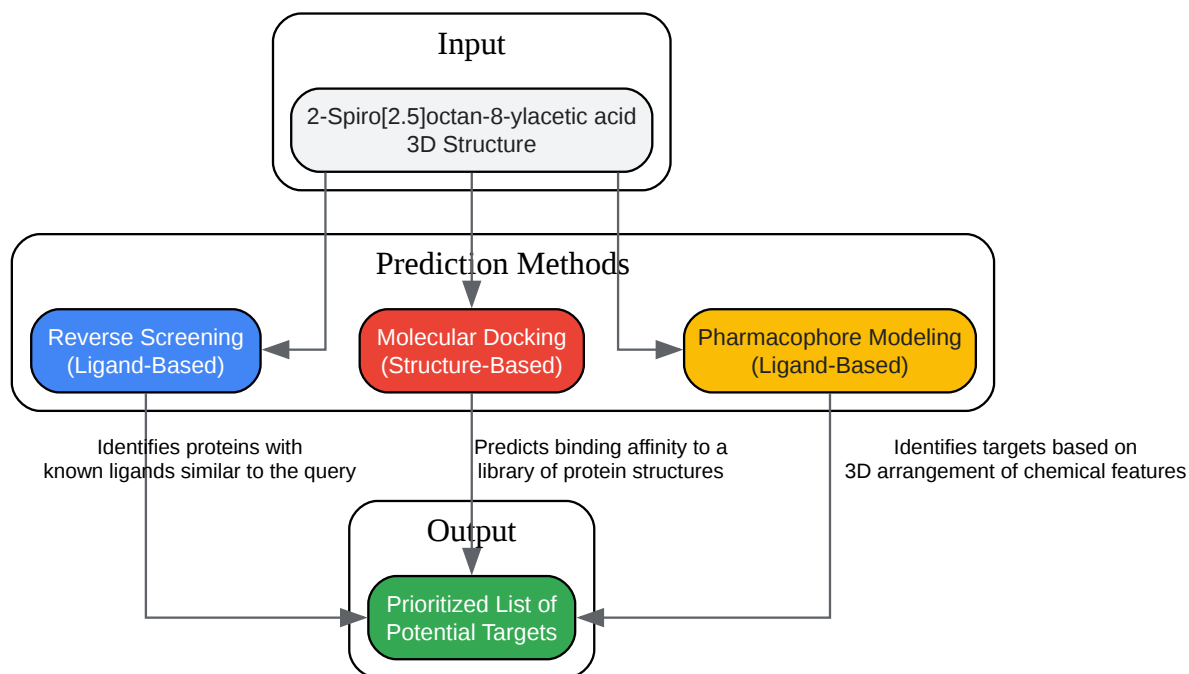 Input
2-Spiro[2.5]octan-8-ylacetic acid
3D Structure
Prediction Methods
Reverse Screening
(Ligand-Based)
Molecular Docking
(Structure-Based)
Pharmacophore Modeling
(Ligand-Based)
Identifies proteins with
known ligands similar to the query
Predicts binding affinity to a
library of protein structures
Identifies targets based on
3D arrangement of chemical features
Output
Prioritized List of
Potential Targets